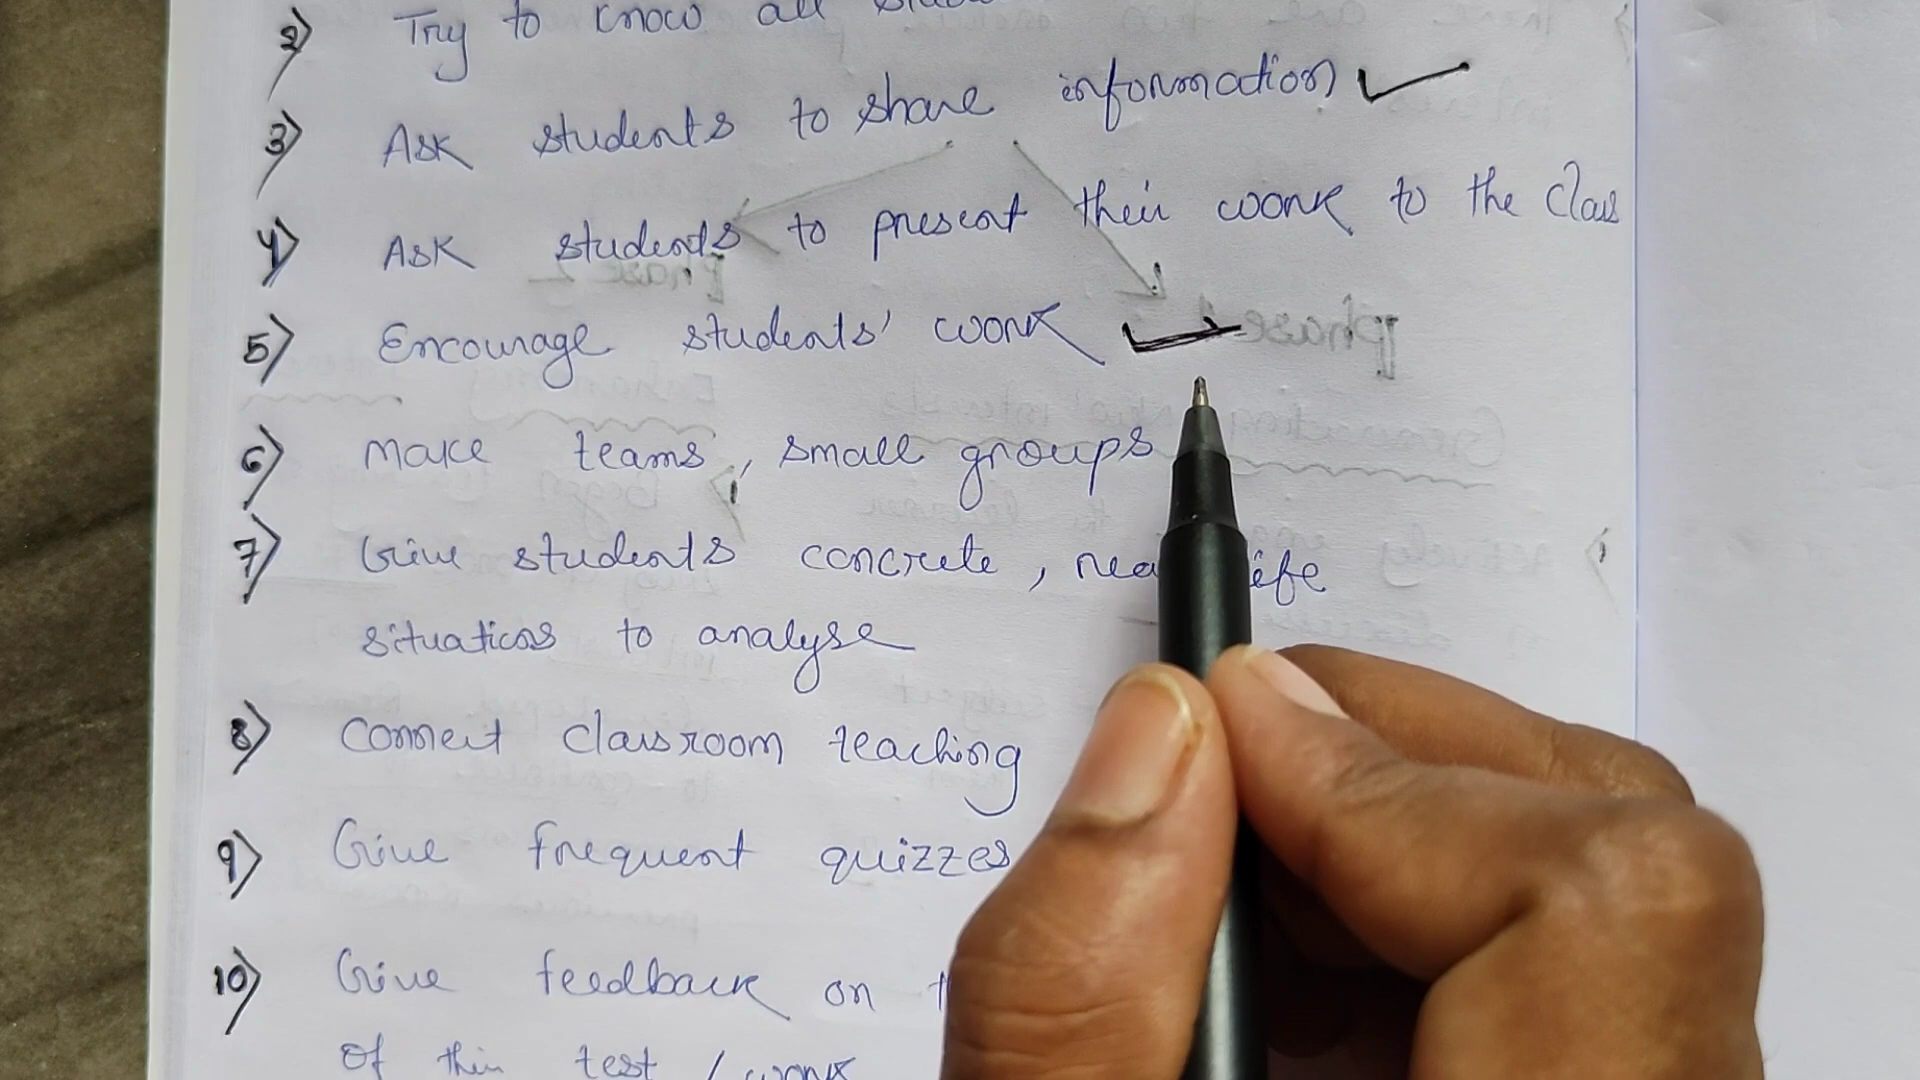 2) Try to know all
3) Ask students to share information
4) Ask students to present their work to the class
5) Encourage students' work
6) Make teams, small groups
7) Give students concrete, real life
situations to analyse
8) Connect classroom teaching
9) Give frequent quizzes
10) Give feedback on
of their test / work